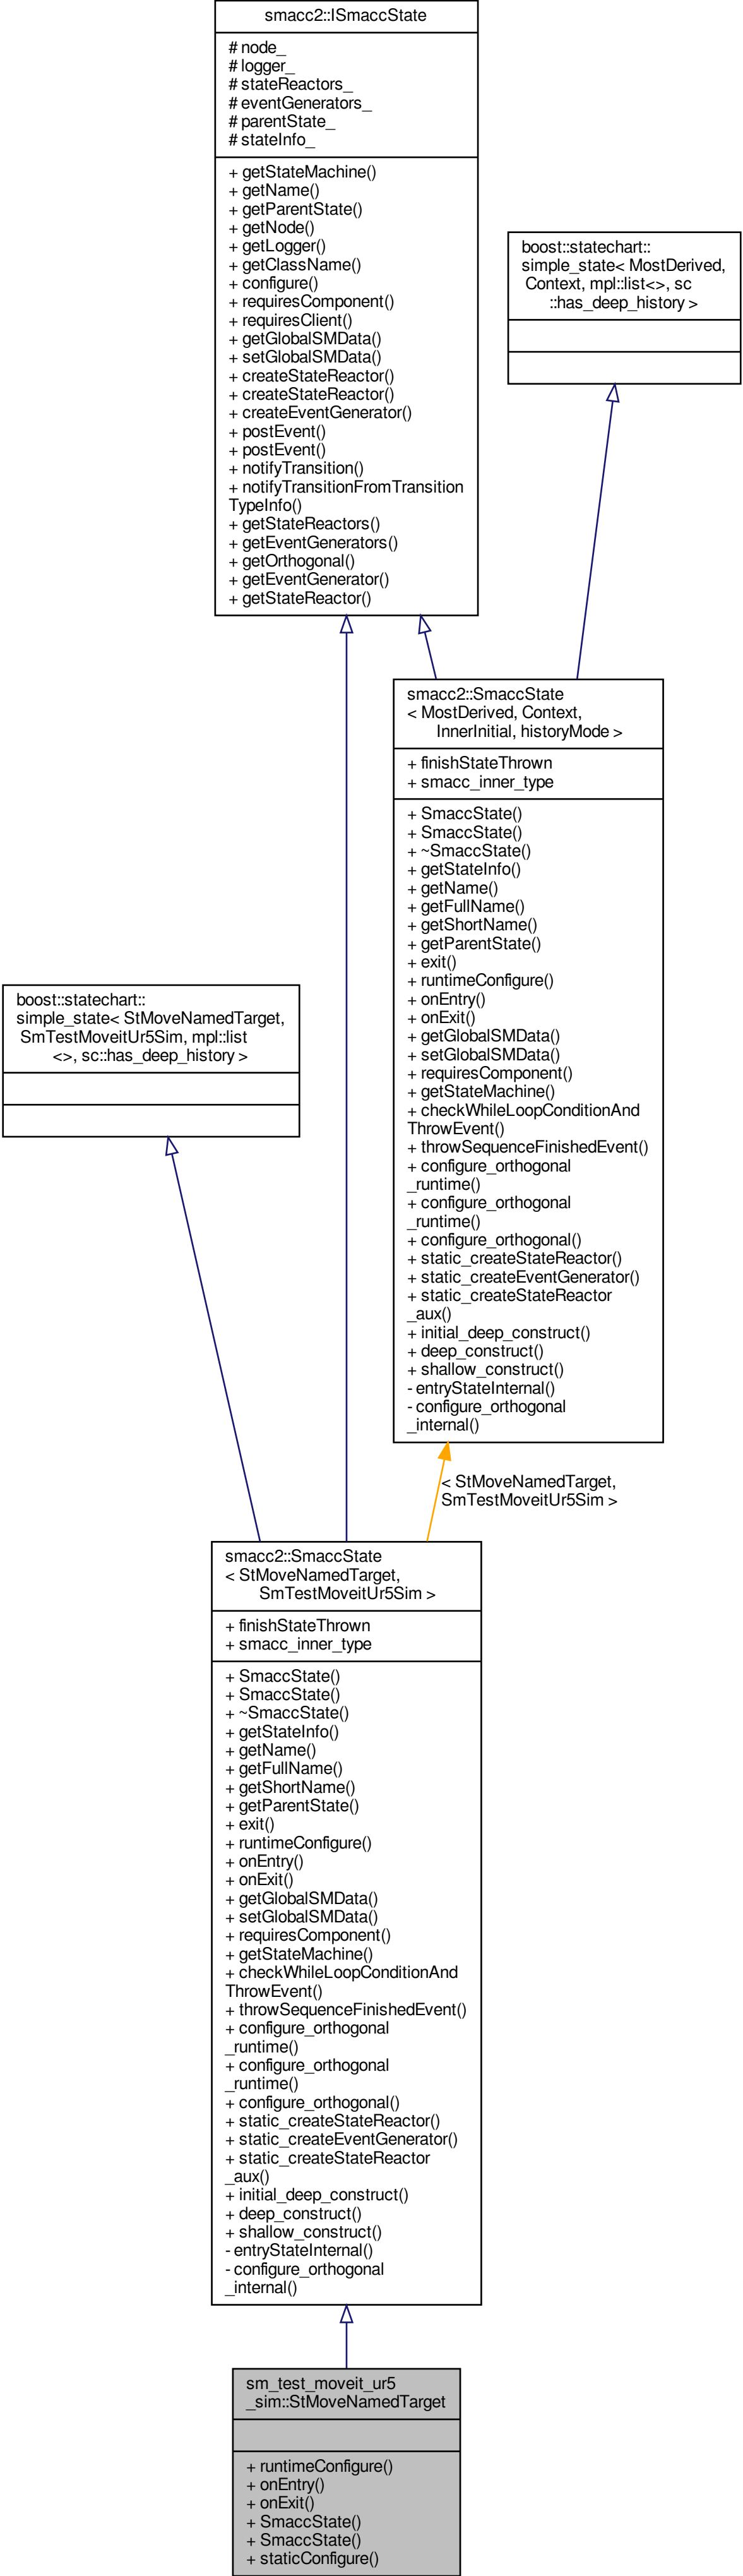 smacc2::ISmaccState
# node_
# logger_
# stateReactors_
# eventGenerators_
# parentState_
# stateInfo_
+ getStateMachine()
+ getName()
+ getParentState()
+ getNode()
+ getLogger()
+ getClassName()
+ configure()
+ requiresComponent()
+ requiresClient()
+ getGlobalSMData()
+ setGlobalSMData()
+ createStateReactor()
+ createStateReactor()
+ createEventGenerator()
+ postEvent()
+ postEvent()
+ notifyTransition()
+ notifyTransitionFromTransition
TypeInfo()
+ getStateReactors()
+ getEventGenerators()
+ getOrthogonal()
+ getEventGenerator()
+ getStateReactor()
boost::statechart::
simple_state< MostDerived,
Context, mpl::list<>, sc
::has_deep_history >
smacc2::SmaccState
< MostDerived, Context,
InnerInitial, historyMode >
+ finishStateThrown
+ smacc_inner_type
+ SmaccState()
+ SmaccState()
+ ~SmaccState()
+ getStateInfo()
+ getName()
+ getFullName()
+ getShortName()
+ getParentState()
+ exit()
+ runtimeConfigure()
+ onEntry()
+ onExit()
+ getGlobalSMData()
+ setGlobalSMData()
+ requiresComponent()
+ getStateMachine()
+ checkWhileLoopConditionAnd
ThrowEvent()
+ throwSequenceFinishedEvent()
+ configure_orthogonal
_runtime()
+ configure_orthogonal
_runtime()
+ configure_orthogonal()
+ static_createStateReactor()
+ static_createEventGenerator()
+ static_createStateReactor
_aux()
+ initial_deep_construct()
+ deep_construct()
+ shallow_construct()
- entryStateInternal()
- configure_orthogonal
_internal()
boost::statechart::
simple_state< StMoveNamedTarget,
SmTestMoveitUr5Sim, mpl::list
<>, sc::has_deep_history >
< StMoveNamedTarget,
SmTestMoveitUr5Sim >
smacc2::SmaccState
< StMoveNamedTarget,
SmTestMoveitUr5Sim >
+ finishStateThrown
+ smacc_inner_type
+ SmaccState()
+ SmaccState()
+ ~SmaccState()
+ getStateInfo()
+ getName()
+ getFullName()
+ getShortName()
+ getParentState()
+ exit()
+ runtimeConfigure()
+ onEntry()
+ onExit()
+ getGlobalSMData()
+ setGlobalSMData()
+ requiresComponent()
+ getStateMachine()
+ checkWhileLoopConditionAnd
ThrowEvent()
+ throwSequenceFinishedEvent()
+ configure_orthogonal
_runtime()
+ configure_orthogonal
_runtime()
+ configure_orthogonal()
+ static_createStateReactor()
+ static_createEventGenerator()
+ static_createStateReactor
_aux()
+ initial_deep_construct()
+ deep_construct()
+ shallow_construct()
- entryStateInternal()
- configure_orthogonal
_internal()
sm_test_moveit_ur5
_sim::StMoveNamedTarget
+ runtimeConfigure()
+ onEntry()
+ onExit()
+ SmaccState()
+ SmaccState()
+ staticConfigure()